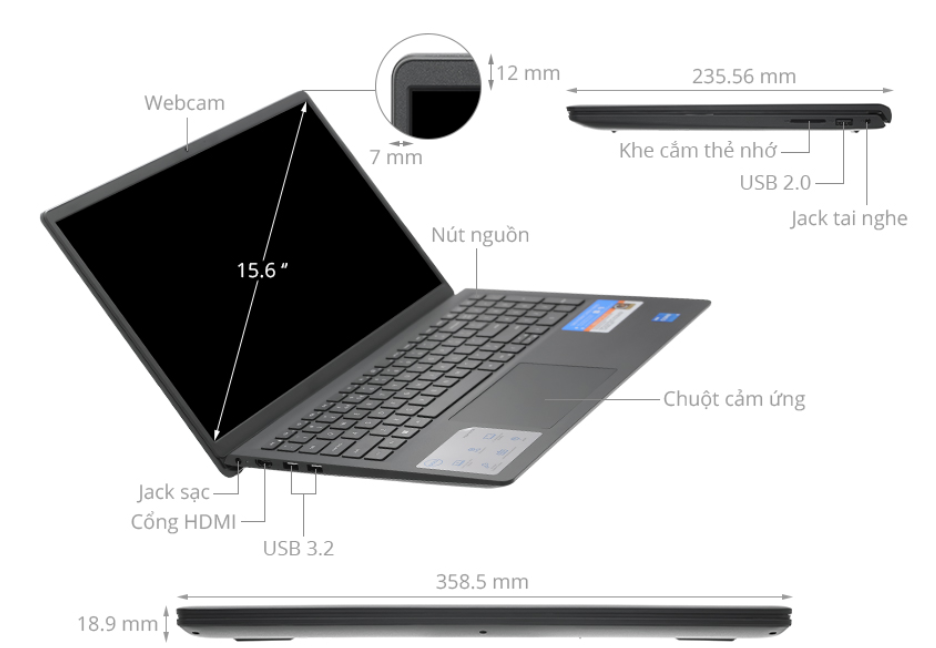 12 mm
235.56 mm
Webcam
7 mm
Khe cắm thẻ nhớ
USB 2.0
Jack tai nghe
Nút nguồn
15.6 “
Chuột cảm ứng
Jack sạc
Cổng HDMI
USB 3.2
358.5 mm
18.9 mm